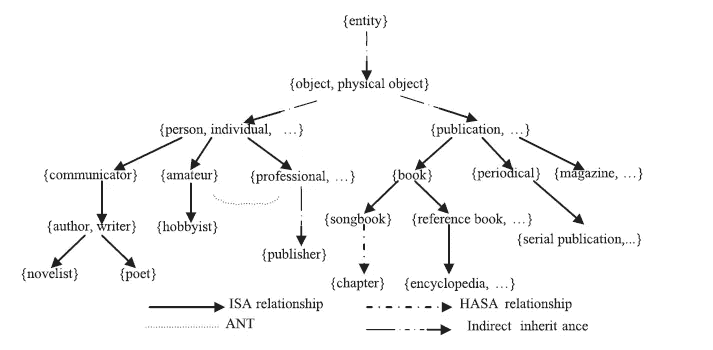 {entity}
{object, physical object}
{person, individual, ...}
{publication, ...}
{communicator}
{amateur}
{professional, ...}
{book}
{periodical}
{magazine, ...}
{author, writer}
{hobbyist}
{songbook}
{reference book, ...}
{serial publication,...}
{publisher}
{novelist}
{poet}
{chapter}
{encyclopedia, ...}
ISA relationship
HASA relationship
ANT
Indirect inherit ance